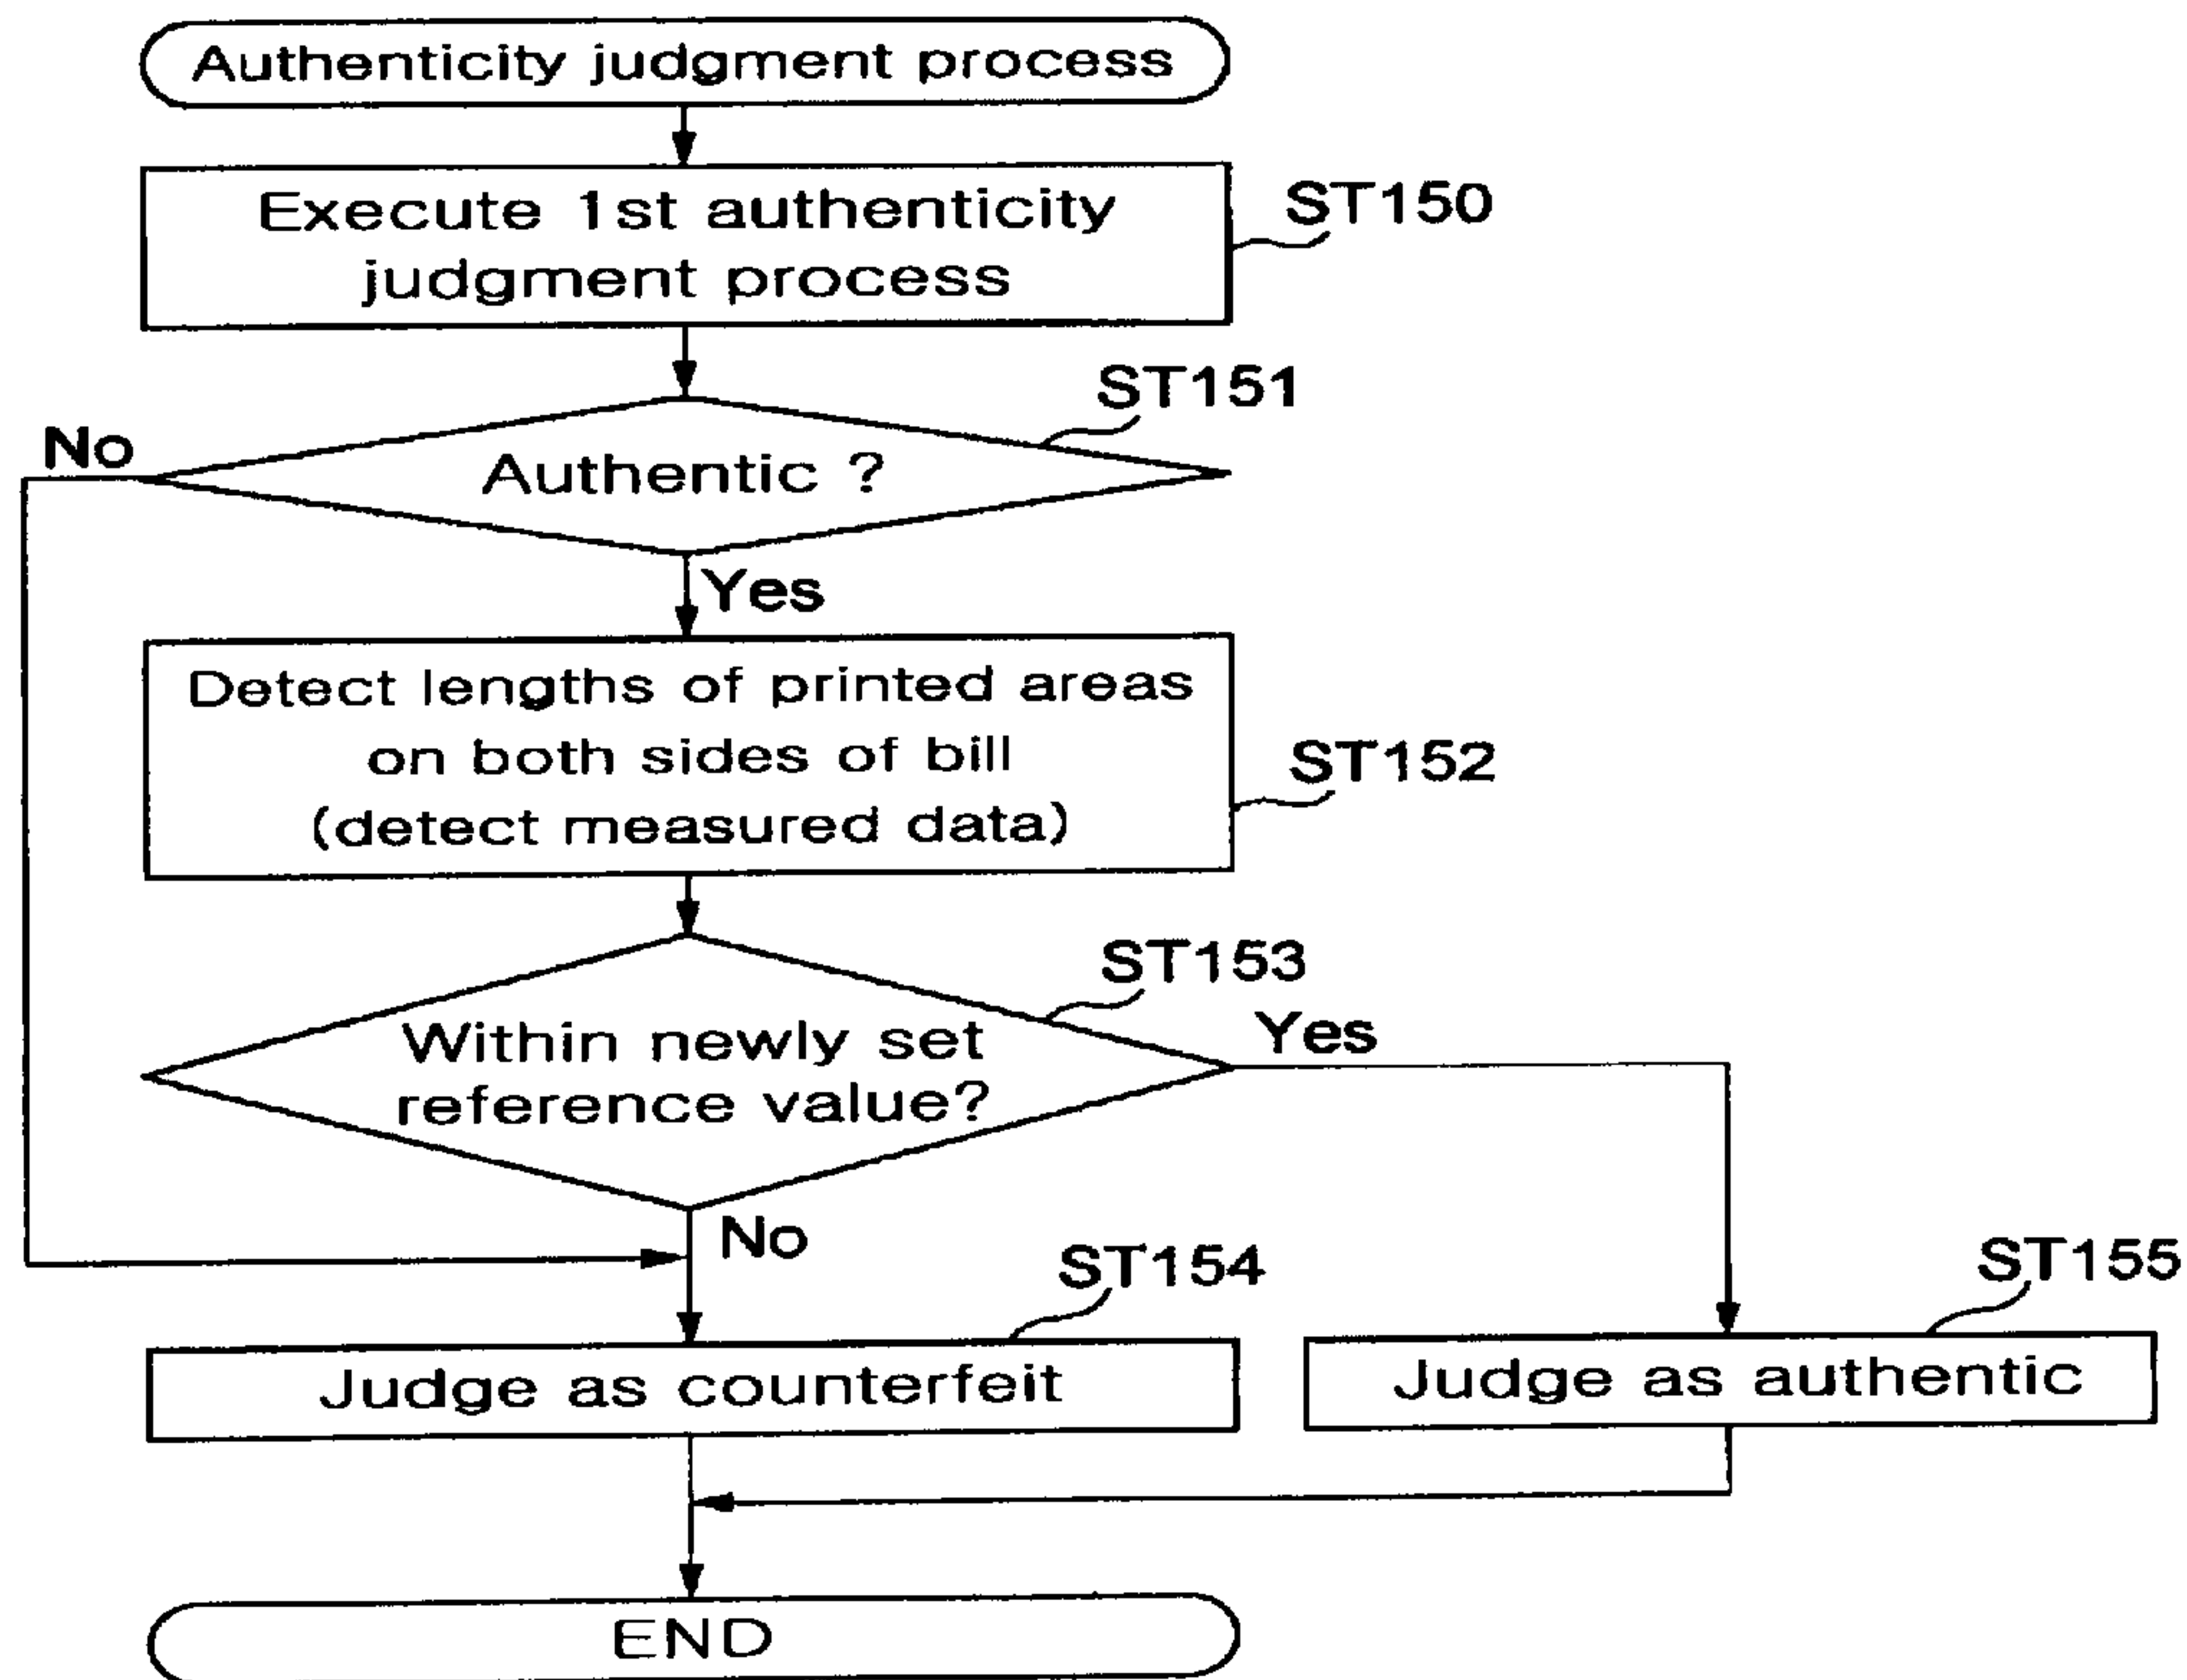 Authenticity judgment process
Execute 1st authenticity
judgment process
ST150
ST151
No
Authentic ?
Yes
Detect lengths of printed areas
on both sides of bill
(detect measured data)
ST152
ST153
Within newly set
reference value?
Yes
No
ST154
ST155
Judge as counterfeit
Judge as authentic
END